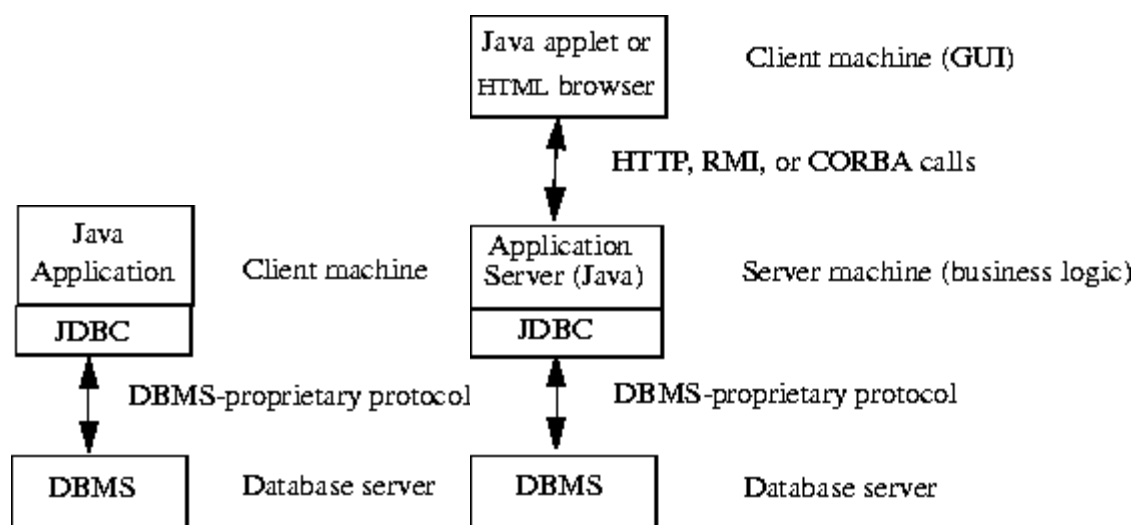 Java applet or
HTML browser
Client machine (GUI)
HTTP, RMI, or CORBA calls
Java
Application
JDBC
Client machine
DBMS-proprietary protocol
DBMS
Database server
Application
Server (Java)
JDBC
Server machine (business logic)
DBMS-proprietary protocol
DBMS
Database server